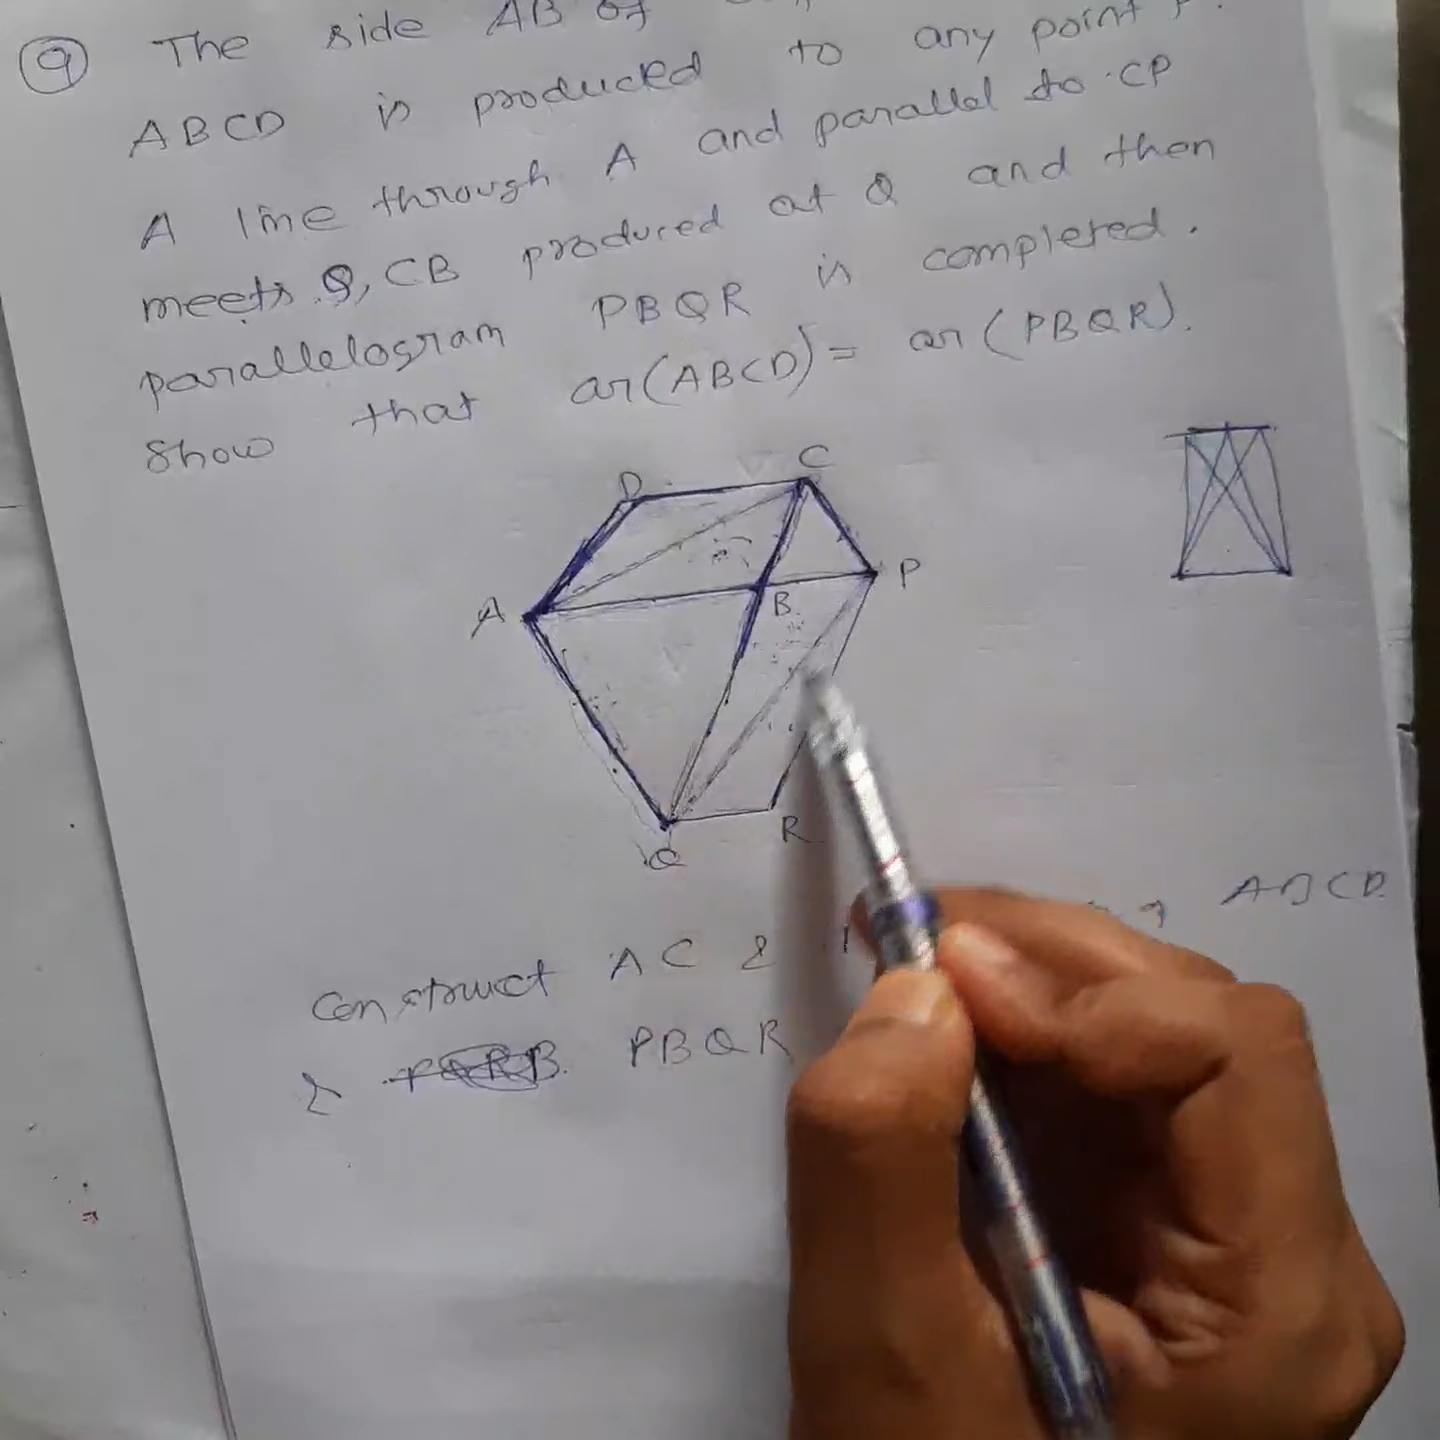 9 The side AB of
ABCD is produced to any point P.
A line through A and parallel to CP
meets Q, CB produced at Q and then
parallelogram PBQR is completed.
Show that ar(ABCD) = ar(PBQR).
D C
A B P
Q R
Construct AC & ABCD
PBQR